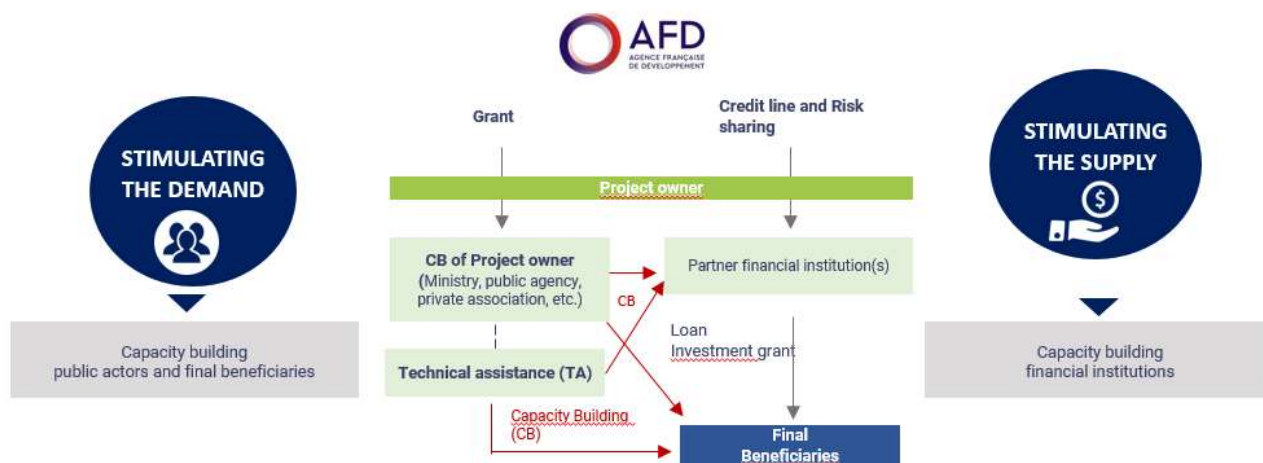 AFD
AGENCE FRANÇAISE
DE DÉVELOPPEMENT
Grant
Credit line and Risk
sharing
STIMULATING
THE DEMAND
STIMULATING
THE SUPPLY
$
Project owner
CB of Project owner
(Ministry, public agency,
private association, etc.)
Partner financial institution(s)
CB
Loan
Investment grant
Capacity building
public actors and final beneficiaries
Technical assistance (TA)
Capacity building
financial institutions
Capacity Building
(CB)
Final
Beneficiaries